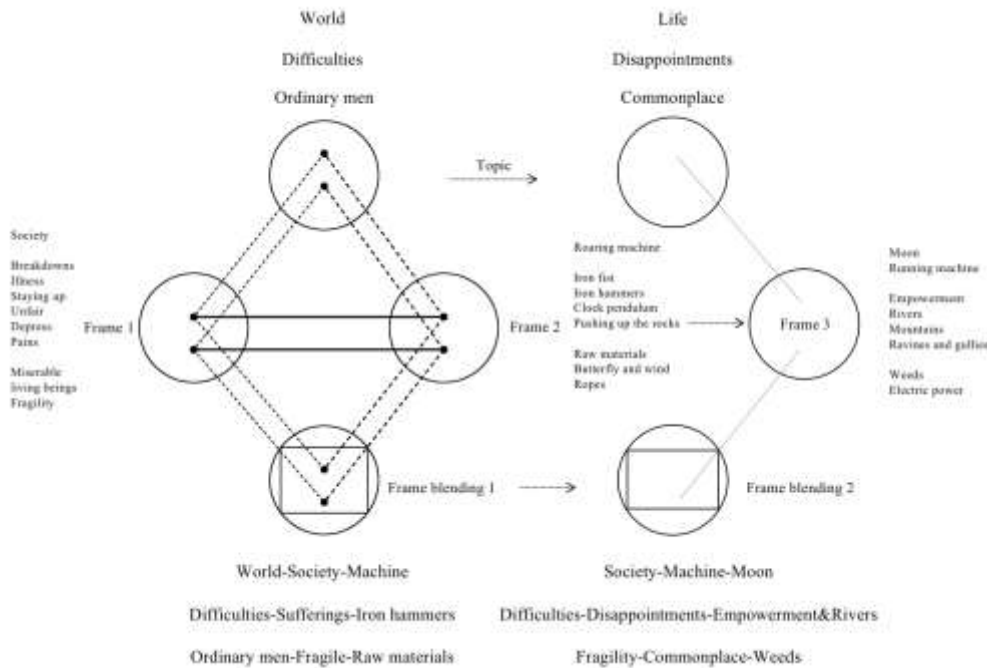 World
Difficulties
Ordinary men
Life
Disappointments
Commonplace
Topic
Society
Breakdowns
Illness
Staying up
Unfair
Depress
Pains
Miserable
living beings
Fragility
Frame 1
Frame 2
Roaring machine
Iron fist
Iron hammers
Clock pendulum
Pushing up the rocks
Raw materials
Butterfly and wind
Ropes
Frame 3
Moon
Running machine
Empowerment
Rivers
Mountains
Ravines and gullies
Weeds
Electric power
Frame blending 1
Frame blending 2
World-Society-Machine
Difficulties-Sufferings-Iron hammers
Ordinary men-Fragile-Raw materials
Society-Machine-Moon
Difficulties-Disappointments-Empowerment&Rivers
Fragility-Commonplace-Weeds